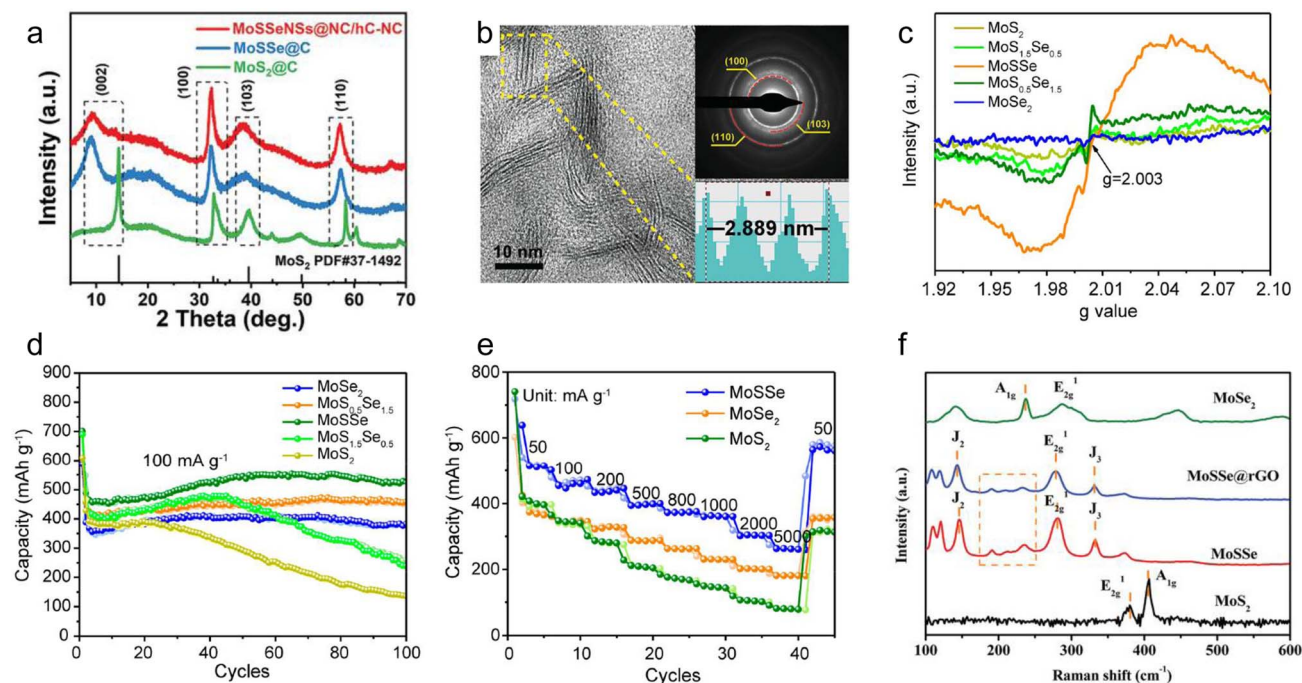 a
MoSSeNSs@NC/hC-NC
MoSSe@C
MoS2@C
(002)
(100)
(103)
(110)
MoS2 PDF#37-1492
Intensity (a.u.)
10 20 30 40 50 60 70
2 Theta (deg.)
b
10 nm
(100)
(110)
(103)
2.889 nm
c
MoS2
MoS1.5Se0.5
MoSSe
MoS0.5Se1.5
MoSe2
g=2.003
Intensity (a.u.)
1.92 1.95 1.98 2.01 2.04 2.07 2.10
g value
d
900
800
700
600
500
400
300
200
100
0
Capacity (mAh g-1)
MoSe2
MoS0.5Se1.5
MoSSe
MoS1.5Se0.5
MoS2
100 mA g-1
0 20 40 60 80 100
Cycles
e
800
600
400
200
0
Capacity (mAh g-1)
Unit: mA g-1
MoSSe
MoSe2
MoS2
50 100 200 500 800 1000 2000 5000 50
0 10 20 30 40
Cycles
f
A1g
E2g1
MoSe2
J2
E2g1
J3
MoSSe@rGO
J2
E2g1
J3
MoSSe
E2g1
A1g
MoS2
Intensity (a.u.)
100 200 300 400 500 600
Raman shift (cm-1)